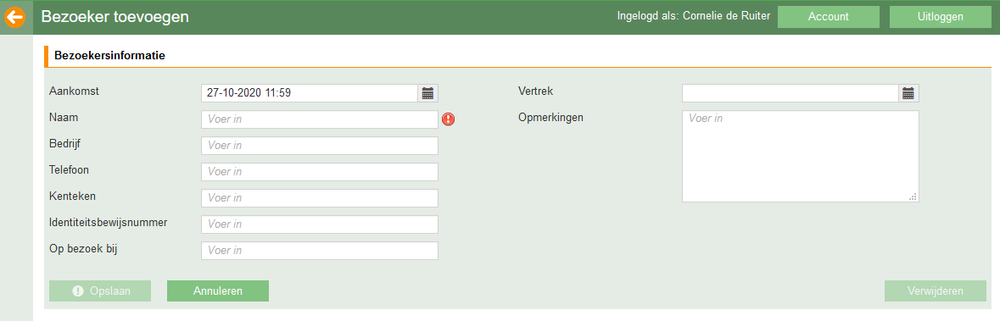 Bezoeker toevoegen
Ingelogd als: Cornelie de Ruiter
Account
Uitloggen
Bezoekersinformatie
Aankomst
27-10-2020 11:59
Naam
Voer in
Bedrijf
Voer in
Telefoon
Voer in
Kenteken
Voer in
Identiteitsbewijsnummer
Voer in
Op bezoek bij
Voer in
Vertrek
Opmerkingen
Voer in
Opslaan
Annuleren
Verwijderen